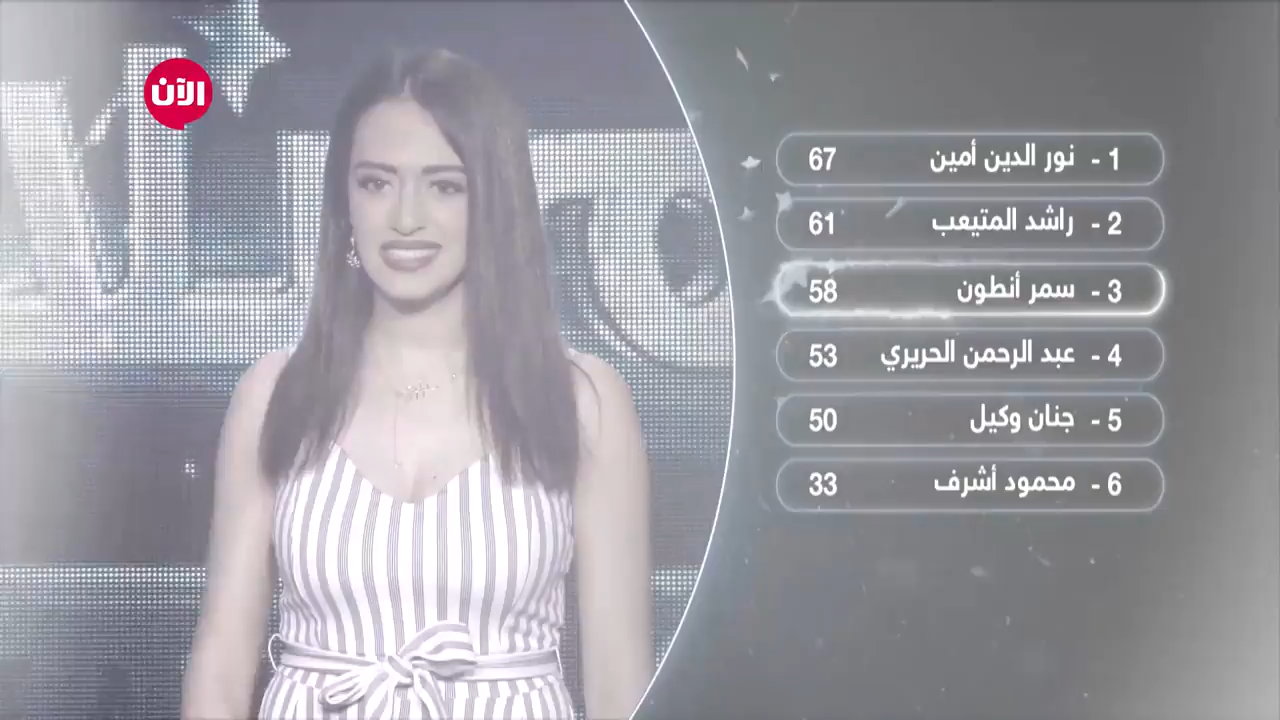 الآن
1 - نور الدين أمين 67
2 - راشد المتيعب 61
3 - سمر أنطون 58
4 - عبد الرحمن الحريري 53
5 - جنان وكيل 50
6 - محمود أشرف 33